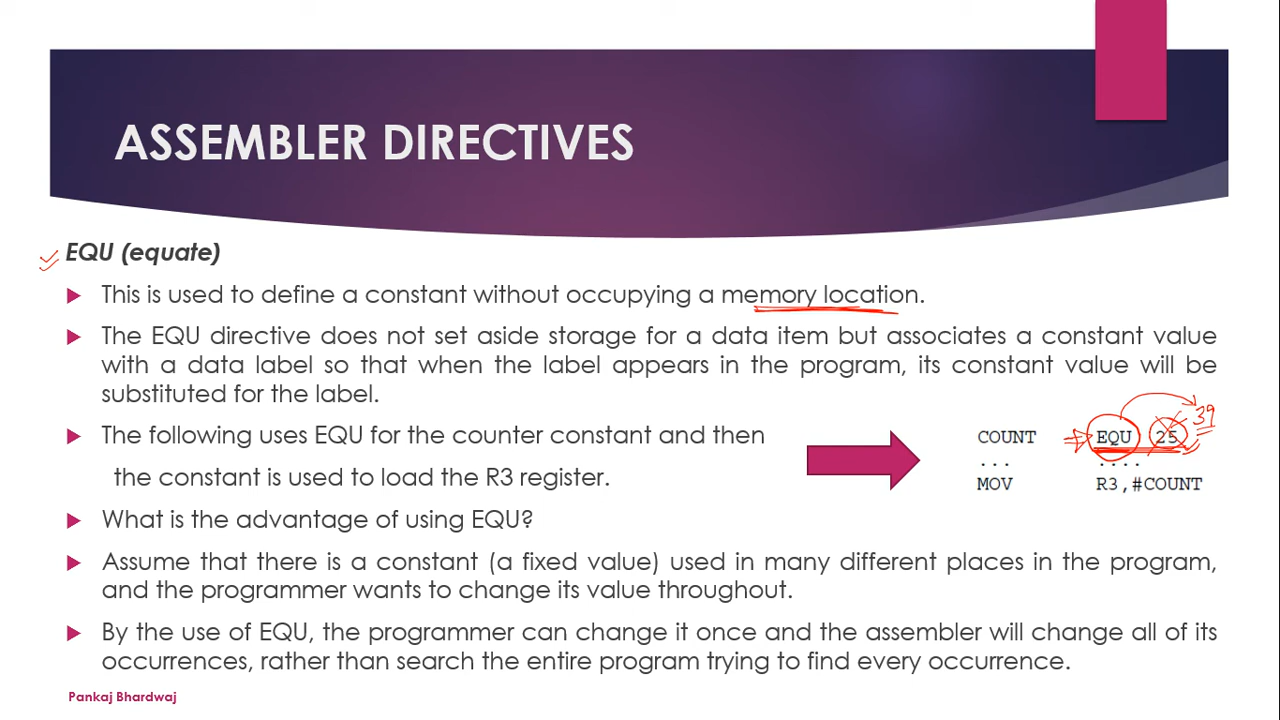 ASSEMBLER DIRECTIVES
EQU (equate)
This is used to define a constant without occupying a memory location.
The EQU directive does not set aside storage for a data item but associates a constant value
with a data label so that when the label appears in the program, its constant value will be
substituted for the label.
The following uses EQU for the counter constant and then
the constant is used to load the R3 register.
39
COUNT EQU 25
... ....
MOV R3,#COUNT
What is the advantage of using EQU?
Assume that there is a constant (a fixed value) used in many different places in the program,
and the programmer wants to change its value throughout.
By the use of EQU, the programmer can change it once and the assembler will change all of its
occurrences, rather than search the entire program trying to find every occurrence.
Pankaj Bhardwaj